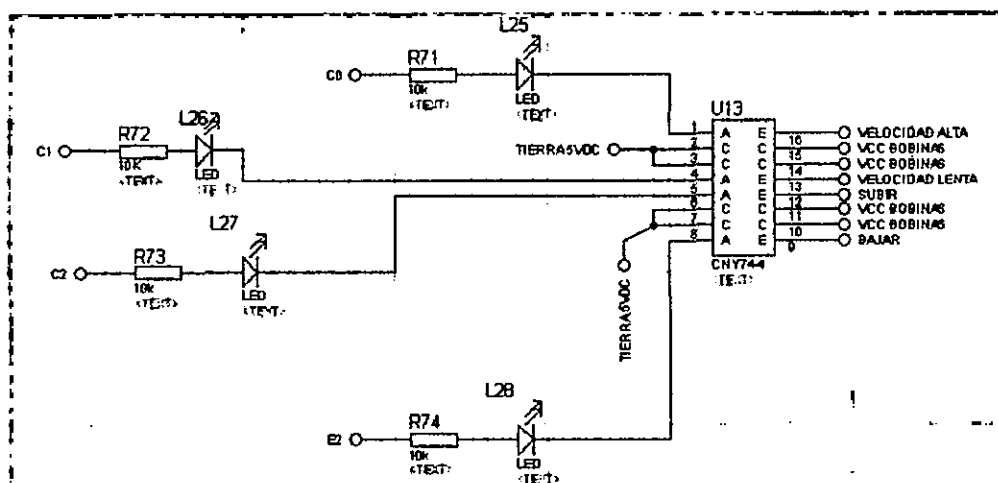 L25
R71
C0
10k
<TEXT>
LED
<TEXT>
L26
R72
C1
10K
<TEXT>
LED
U13
TIERRA5VDC
1 A E 16 VELOCIDAD ALTA
2 C C 15 VCC BOBINAS
3 C C 14 VCC BOBINAS
4 A E 13 VELOCIDAD LENTA
5 A E 12 SUBIR
6 C C 11 VCC BOBINAS
7 C C 10 VCC BOBINAS
8 A E 9 BAJAR
CNY744
L27
R73
C2
10k
<TEXT>
LED
<TEXT>
TIERRA5VDC
L28
R74
E2
10k
<TEXT>
LED
<TEXT>